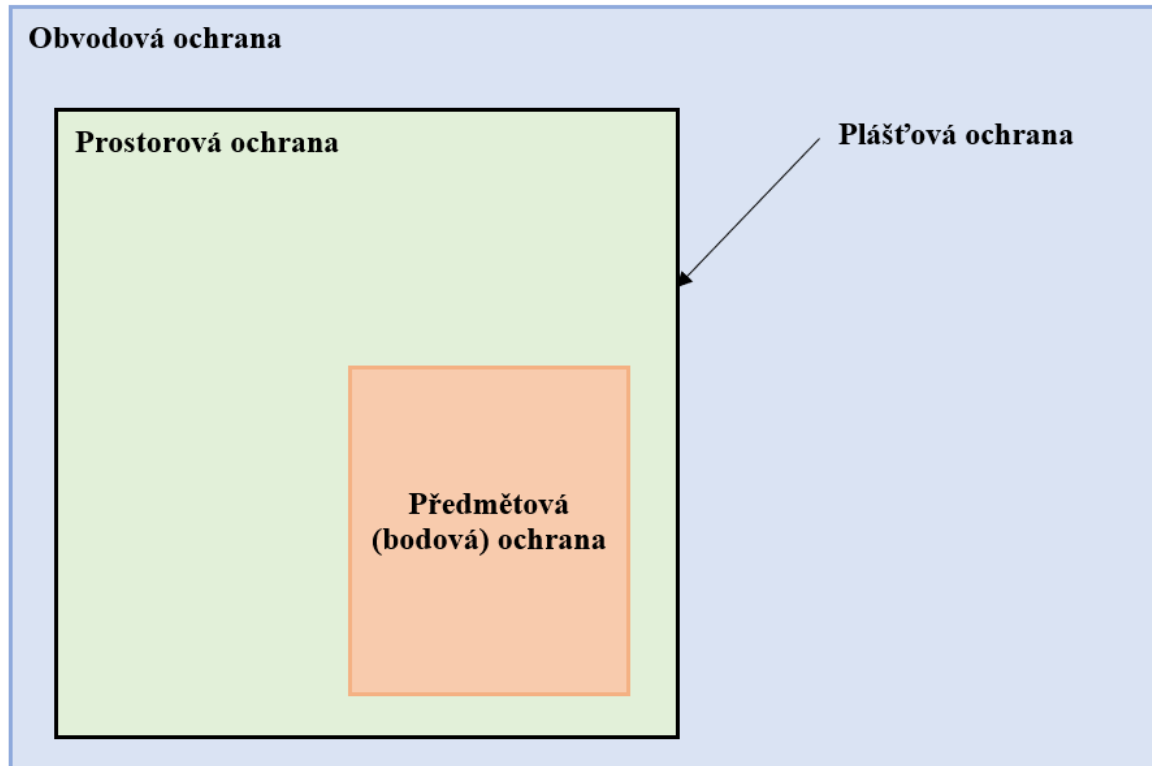 Obvodová ochrana
Prostorová ochrana
Plášťová ochrana
Předmětová
(bodová) ochrana